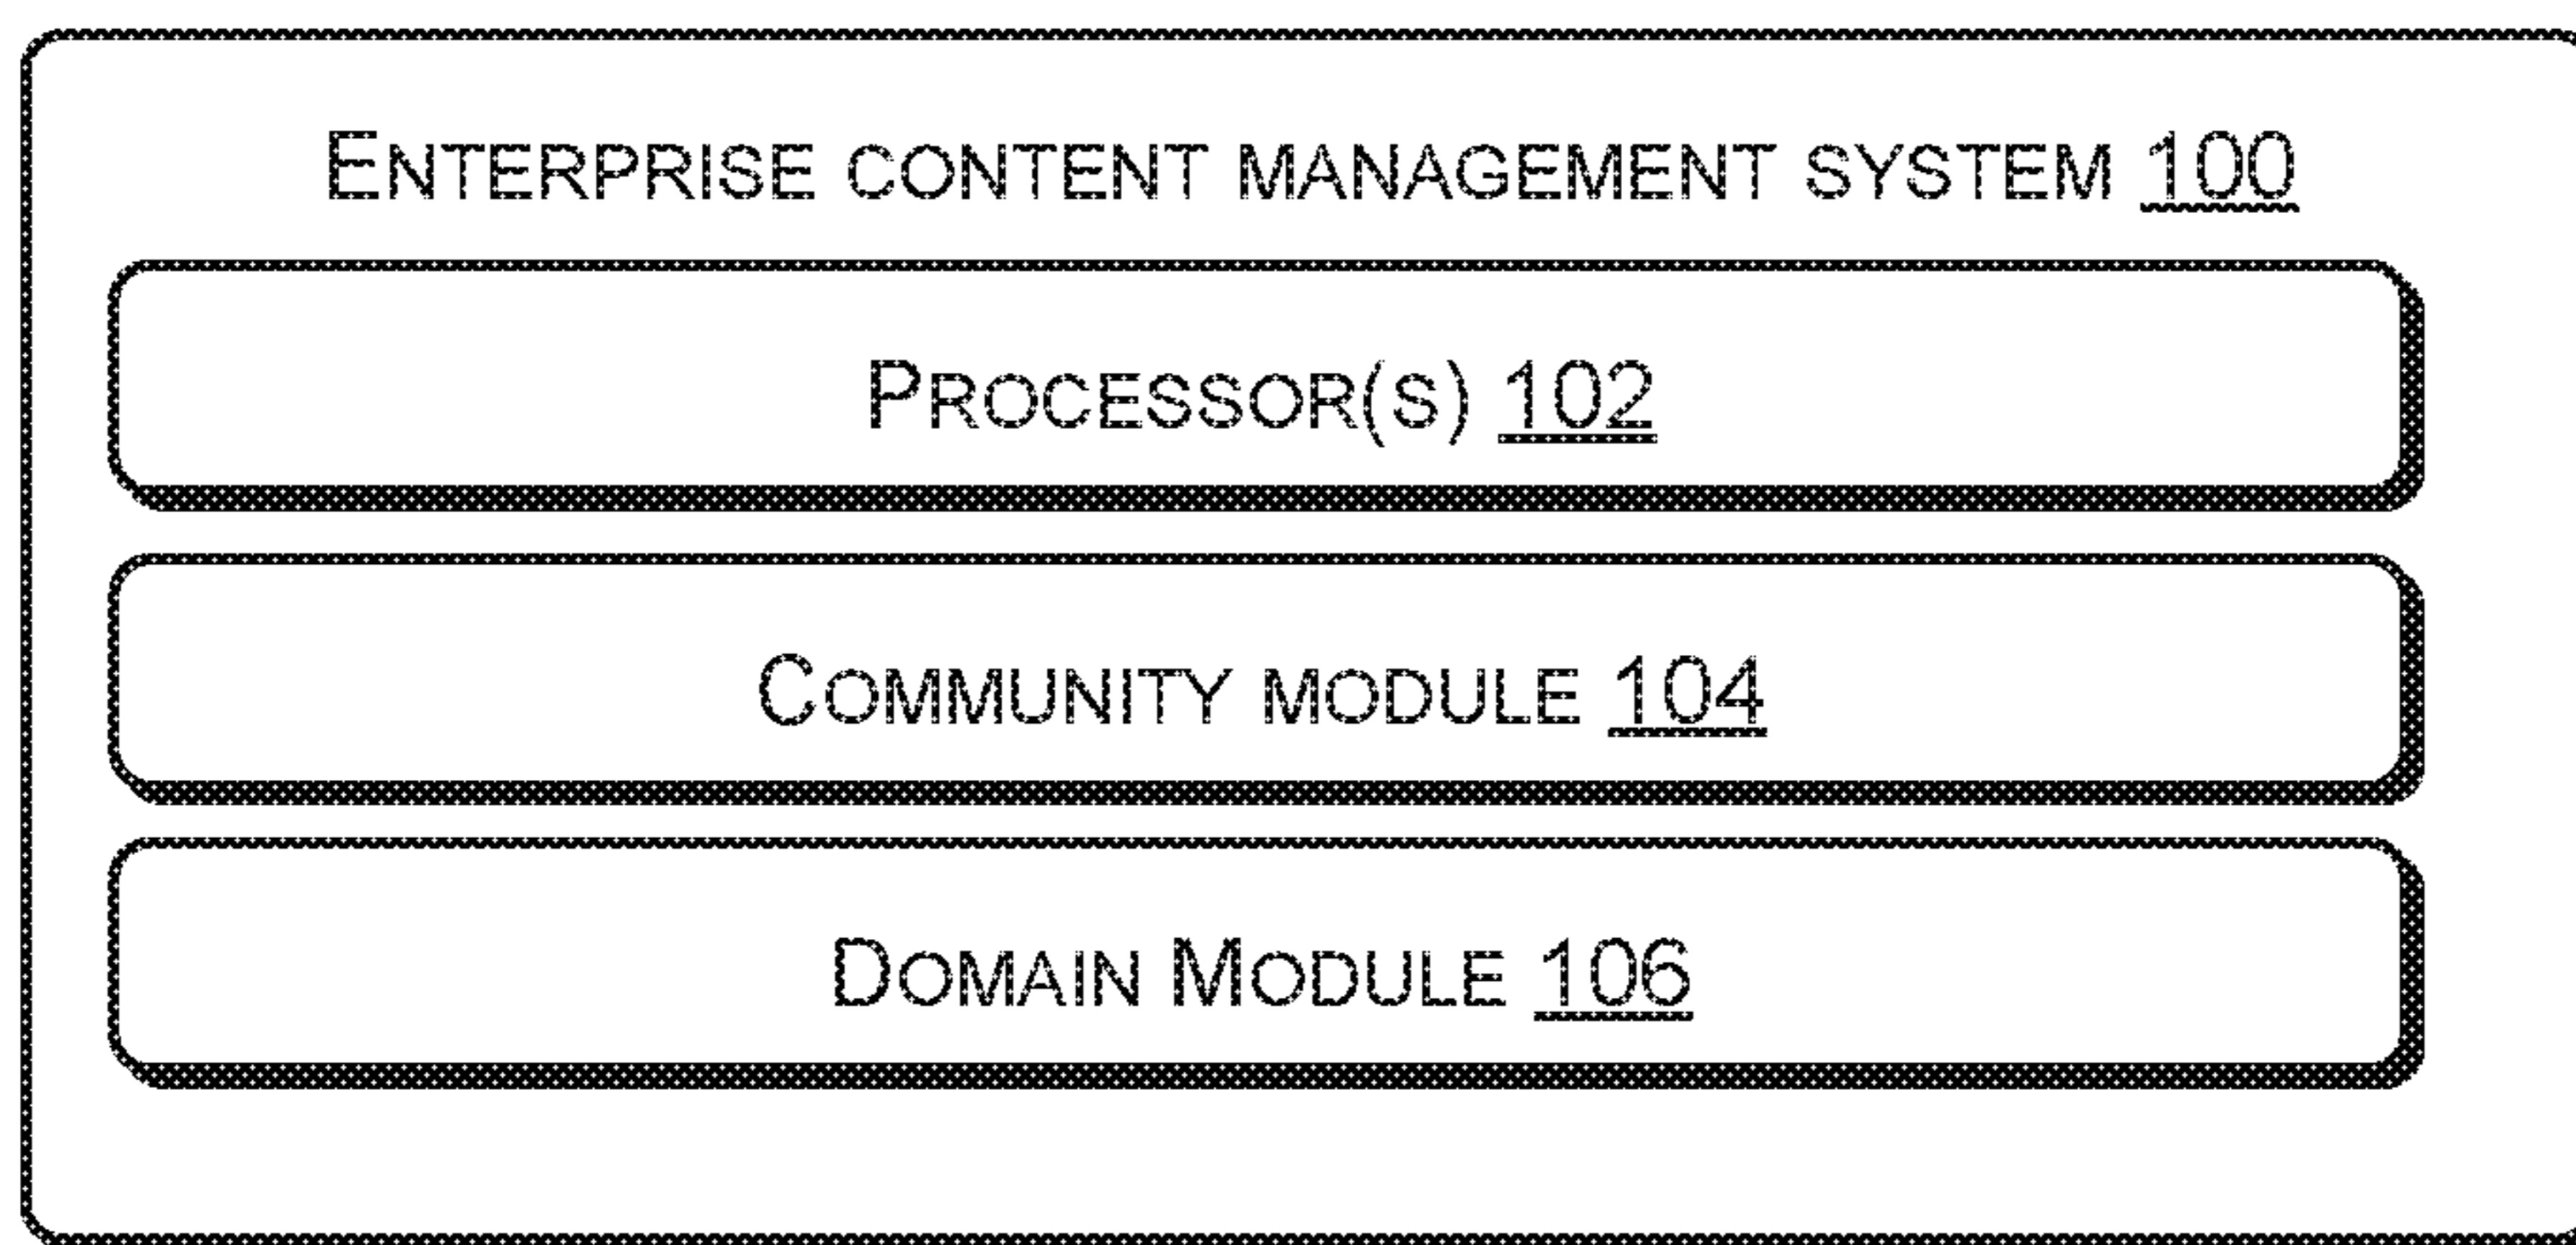 Enterprise content management system 100
Processor(s) 102
Community module 104
Domain Module 106